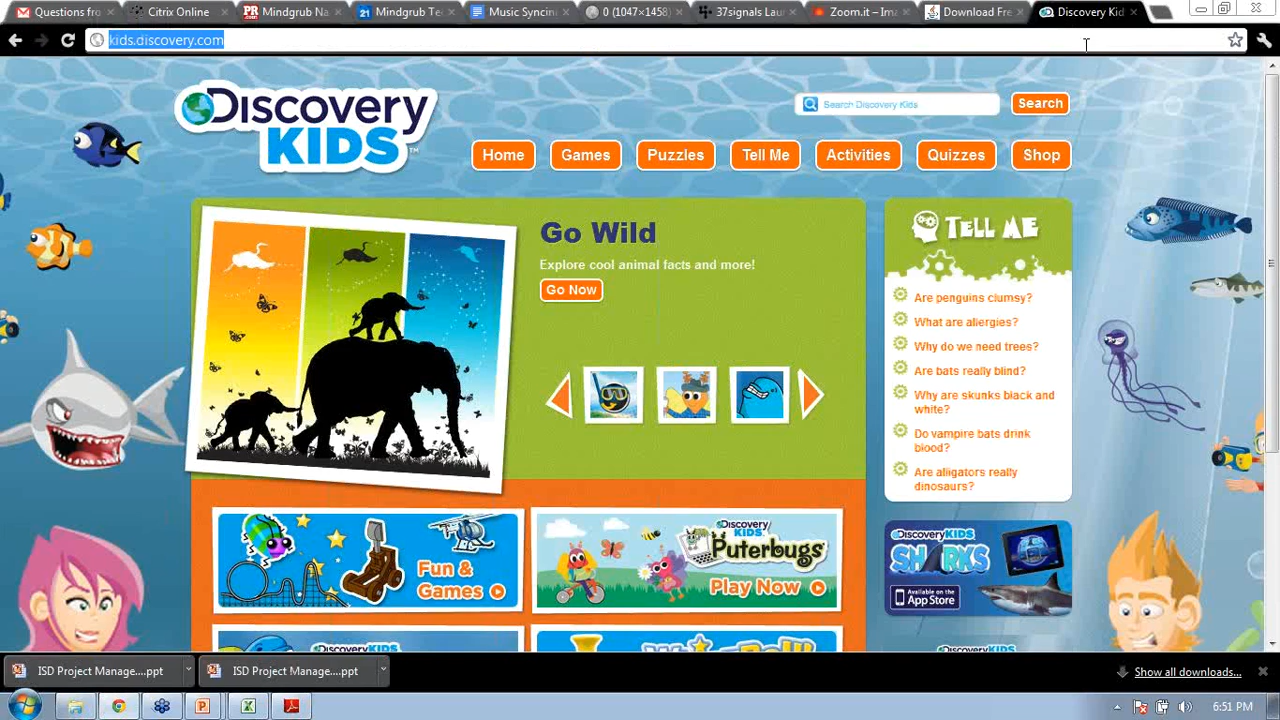 Questions fro
Citrix Online
PR Mindgrub Na
21 Mindgrub Te
Music Syncin
0 (1047×1458)
37signals Lau
Zoom.it – Ima
Download Fre
Discovery Kid
kids.discovery.com
Discovery
KIDS™
Search Discovery Kids
Search
Home
Games
Puzzles
Tell Me
Activities
Quizzes
Shop
Go Wild
Explore cool animal facts and more!
Go Now
TELL ME
Are penguins clumsy?
What are allergies?
Why do we need trees?
Are bats really blind?
Why are skunks black and
white?
Do vampire bats drink
blood?
Are alligators really
dinosaurs?
Fun &
Games
Discovery
KIDS
Puterbugs
Play Now
Discovery KIDS
SHARKS
Available on the
App Store
ISD Project Manage....ppt
ISD Project Manage....ppt
Show all downloads...
6:51 PM